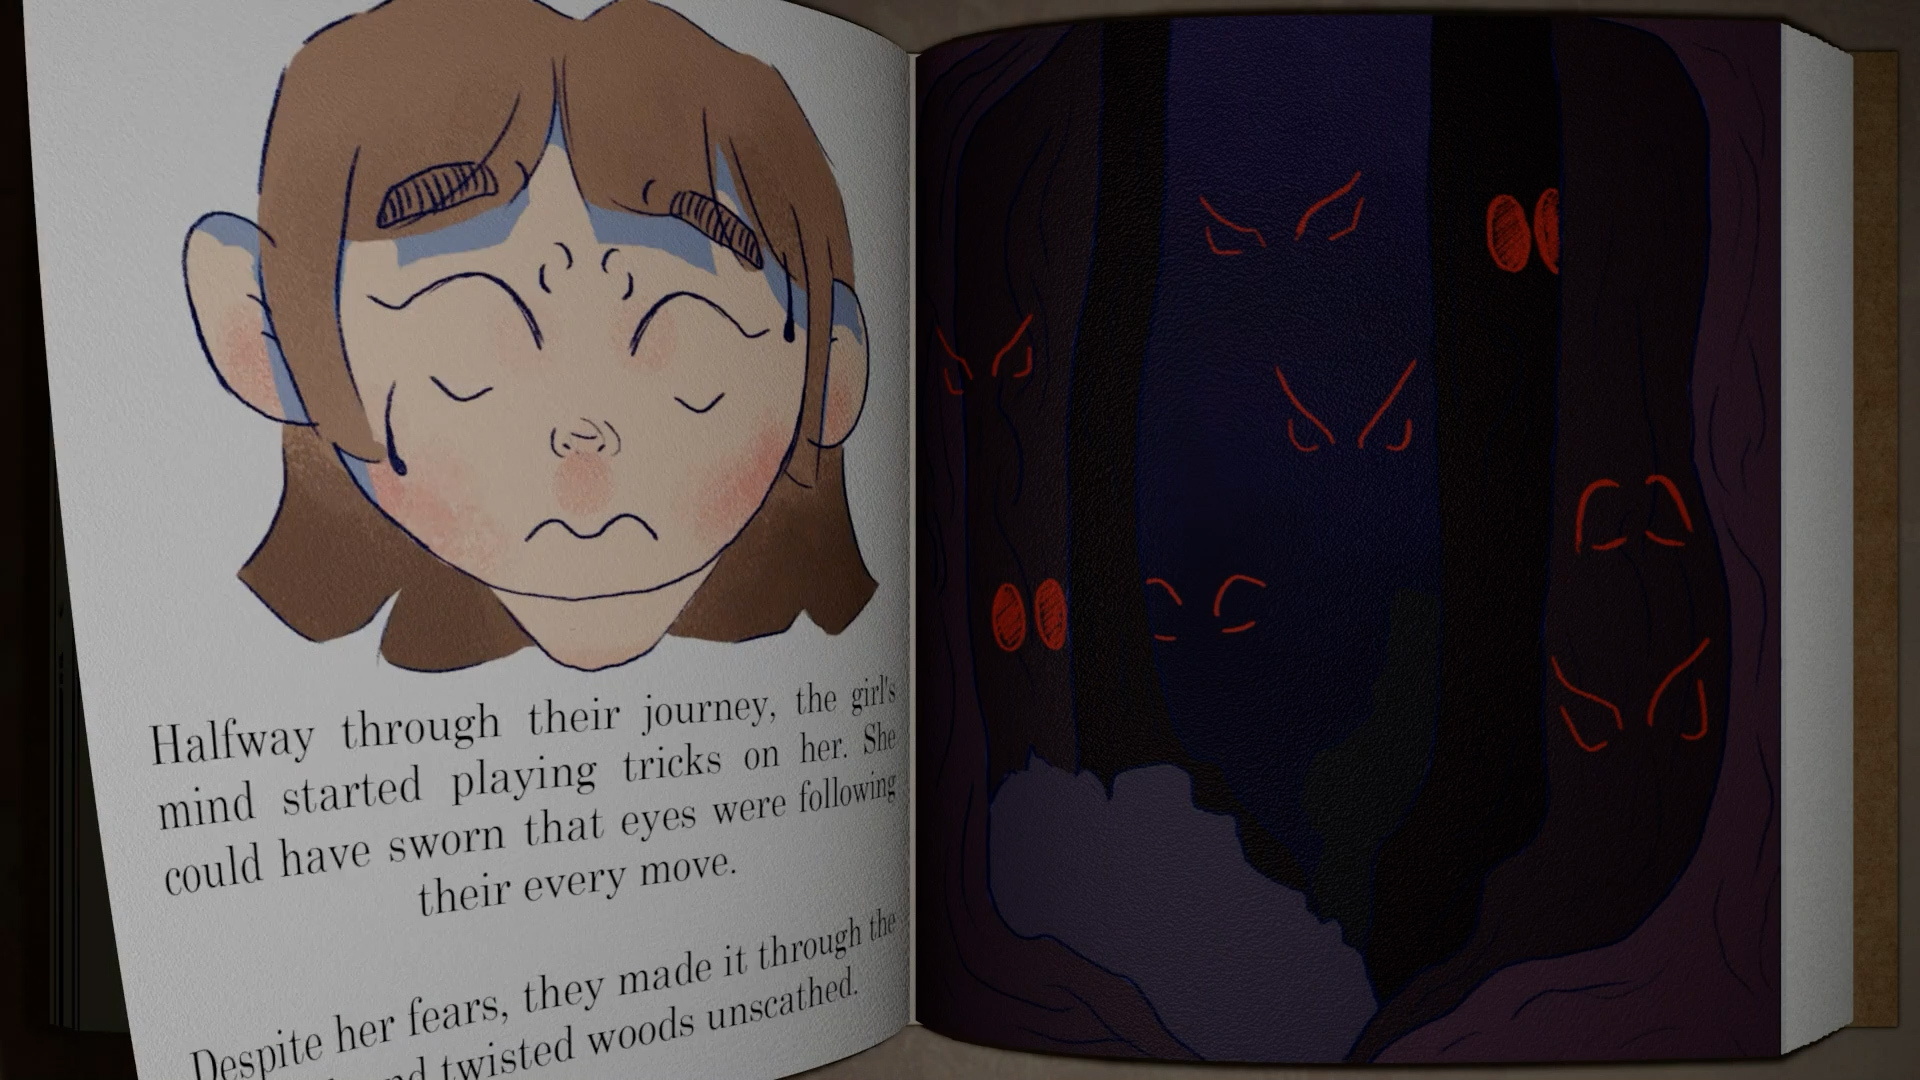 Halfway through their journey, the girl's
mind started playing tricks on her. She
could have sworn that eyes were following
their every move.
Despite her fears, they made it through the
twisted woods unscathed.